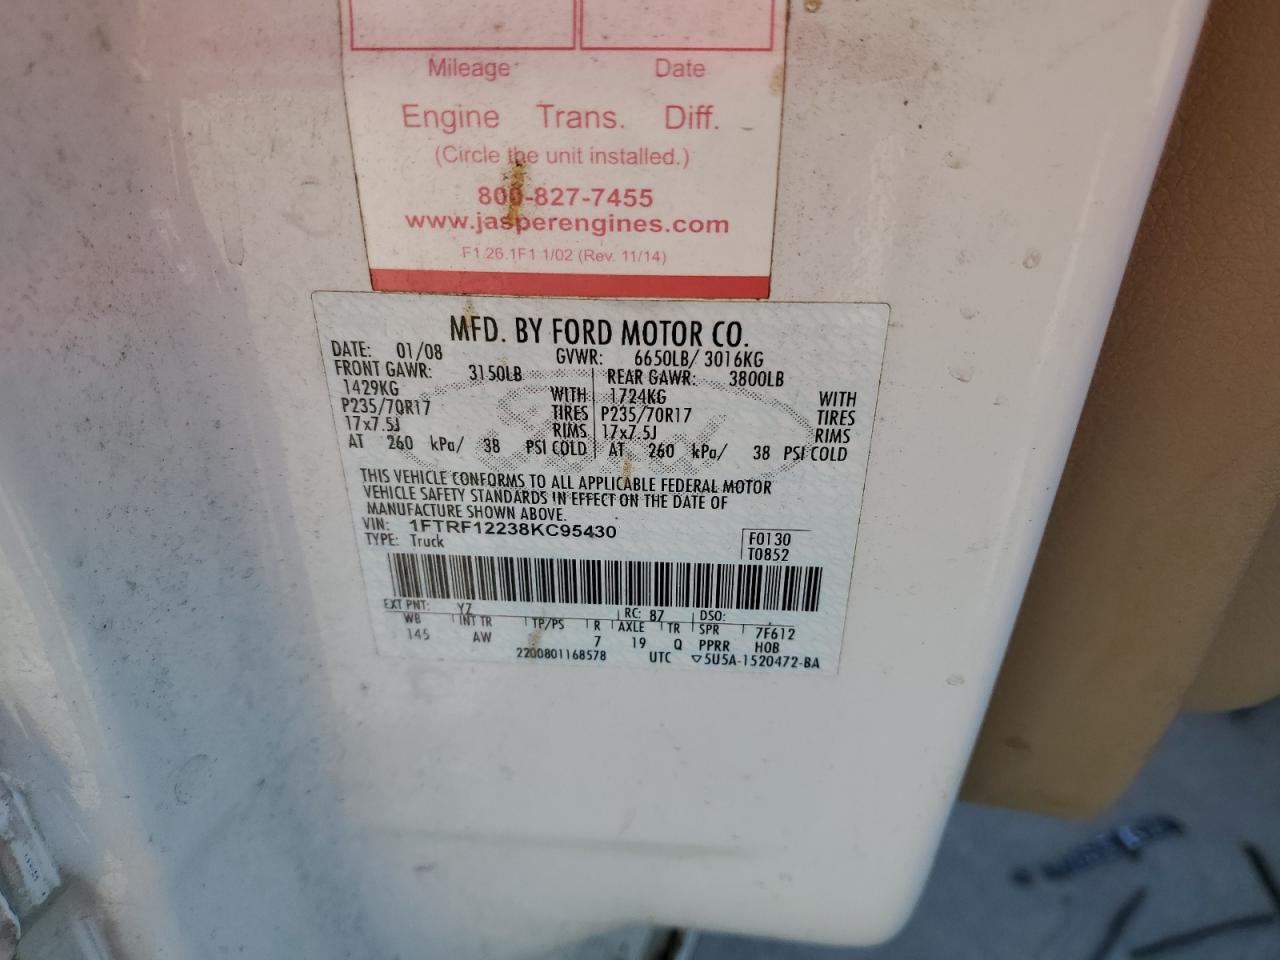 Mileage Date
Engine Trans. Diff.
(Circle the unit installed.)
800-827-7455
www.jasperengines.com
F1.26.1F1 1/02 (Rev. 11/14)
MFD. BY FORD MOTOR CO.
DATE: 01/08 GVWR: 6650LB/ 3016KG
FRONT GAWR: 3150LB REAR GAWR: 3800LB
1429KG WITH 1724KG WITH
P235/70R17 TIRES P235/70R17 TIRES
17x7.5J RIMS 17x7.5J RIMS
AT 260 kPa/ 38 PSI COLD AT 260 kPa/ 38 PSI COLD
THIS VEHICLE CONFORMS TO ALL APPLICABLE FEDERAL MOTOR
VEHICLE SAFETY STANDARDS IN EFFECT ON THE DATE OF
MANUFACTURE SHOWN ABOVE.
VIN: 1FTRF12238KC95430 F0130
TYPE: Truck T0852
EXT PNT: YZ RC: 87 DSO:
WB INT TR TP/PS R AXLE TR SPR 7F612
145 AW 7 19 Q PPRR HOB
2200801168578 UTC ▽5U5A-1520472-BA